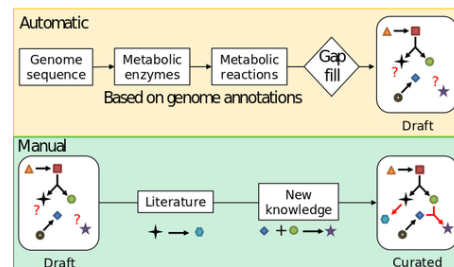 Automatic
Genome
sequence
Metabolic
enzymes
Metabolic
reactions
Gap
fill
Based on genome annotations
?
?
Draft
Manual
?
?
Draft
Literature
New
knowledge
+
Curated